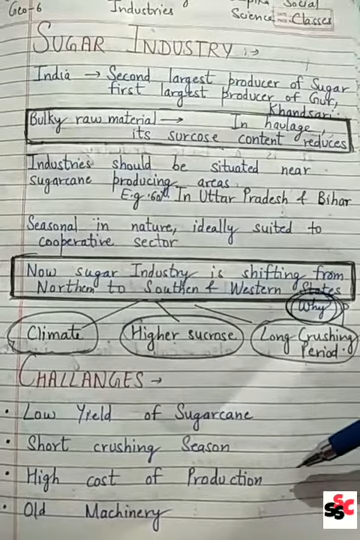 Geo-6 Industries Social
Science Classes
SUGAR INDUSTRY :→
India → Second largest producer of Sugar
first largest producer of Gur,
Khandsari.
Bulky raw material → In haulage
its surcose content reduces
Industries should be situated near
sugarcane producing areas.
E.g :60% In Uttar Pradesh & Bihar
Seasonal in nature, ideally suited to
cooperative sector
Now sugar Industry is shifting from
Northern to Southen & Western States
Why
Climate Higher sucrose Long Crushing
Period
CHALLANGES →
• Low Yield of Sugarcane
• Short crushing Season
• High cost of Production
• Old Machinery
SSSC